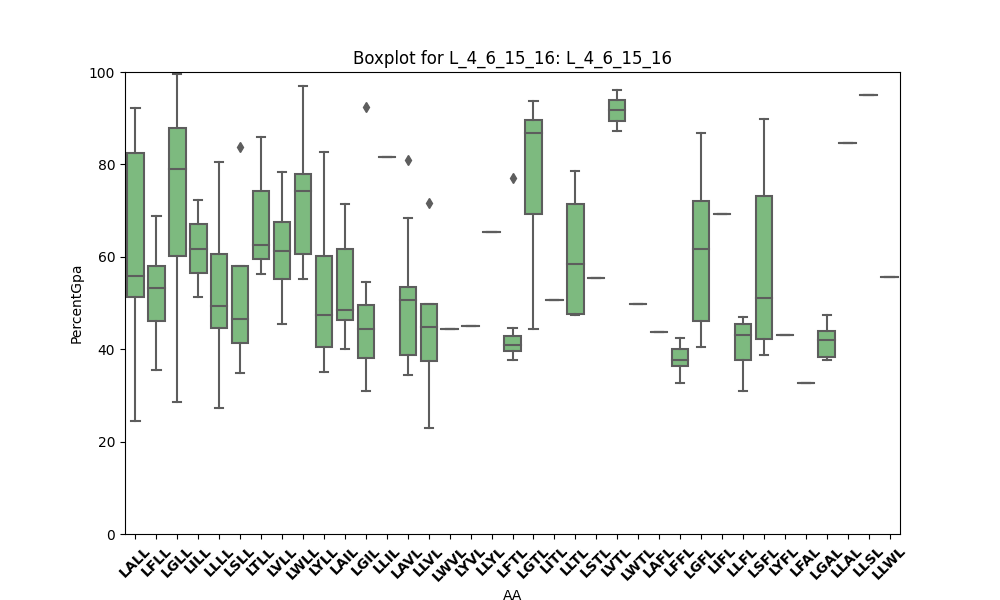 Boxplot for L_4_6_15_16: L_4_6_15_16
PercentGpa
100
80
60
40
20
0
LALL LFLL LGLL LILL LLLL LSLL LTLL LVLL LWLL LYLL LAIL LGIL LLIL LAVL LLVL LWVL LYVL LLYL LFTL LGTL LITL LLTL LSTL LVTL LWTL LAFL LFFL LGFL LIFL LLFL LSFL LYFL LFAL LGAL LLAL LLSL LLWL
AA